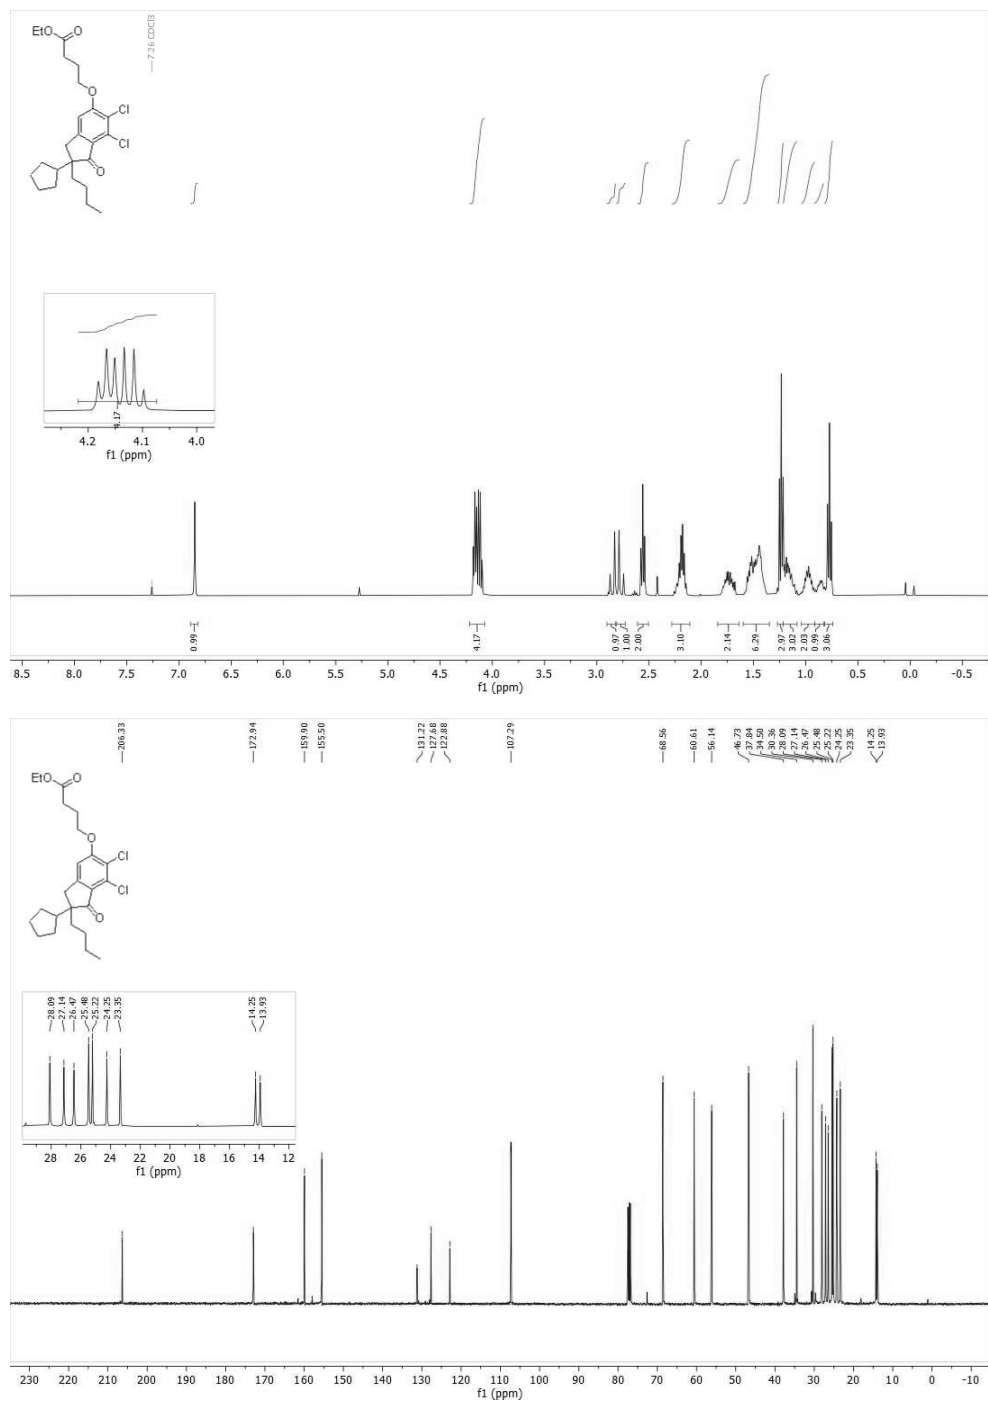 EtO
O
O
Cl
Cl
O
—7.26 CDCl3
4.17
4.2 4.1 4.0
f1 (ppm)
0.99
4.17
0.97
1.00
2.00
3.10
2.14
6.29
2.97
3.02
2.03
0.99
3.06
8.5 8.0 7.5 7.0 6.5 6.0 5.5 5.0 4.5 4.0 3.5 3.0 2.5 2.0 1.5 1.0 0.5 0.0 -0.5
f1 (ppm)
206.33
172.94
159.90
155.50
131.22
127.68
122.88
107.29
68.56
60.61
56.14
46.73
37.84
34.50
30.36
28.09
27.14
26.47
25.48
25.22
24.25
23.35
14.25
13.93
EtO
O
O
Cl
Cl
O
28.09
27.14
26.47
25.48
25.22
24.25
23.35
14.25
13.93
28 26 24 22 20 18 16 14 12
f1 (ppm)
230 220 210 200 190 180 170 160 150 140 130 120 110 100 90 80 70 60 50 40 30 20 10 0 -10
f1 (ppm)